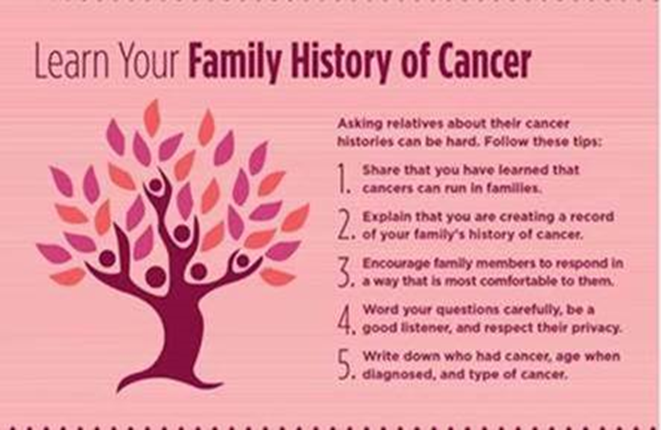 Learn Your Family History of Cancer
Asking relatives about their cancer
histories can be hard. Follow these tips:
1. Share that you have learned that
cancers can run in families.
2. Explain that you are creating a record
of your family's history of cancer.
3. Encourage family members to respond in
a way that is most comfortable to them.
4. Word your questions carefully, be a
good listener, and respect their privacy.
5. Write down who had cancer, age when
diagnosed, and type of cancer.